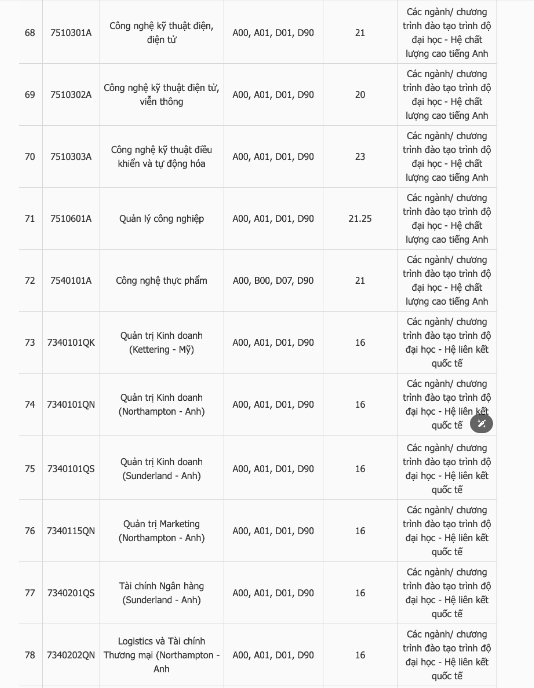 68 7510301A Công nghệ kỹ thuật điện, điện tử A00, A01, D01, D90 21 Các ngành/ chương trình đào tạo trình độ đại học - Hệ chất lượng cao tiếng Anh
69 7510302A Công nghệ kỹ thuật điện tử, viễn thông A00, A01, D01, D90 20 Các ngành/ chương trình đào tạo trình độ đại học - Hệ chất lượng cao tiếng Anh
70 7510303A Công nghệ kỹ thuật điều khiển và tự động hóa A00, A01, D01, D90 23 Các ngành/ chương trình đào tạo trình độ đại học - Hệ chất lượng cao tiếng Anh
71 7510601A Quản lý công nghiệp A00, A01, D01, D90 21.25 Các ngành/ chương trình đào tạo trình độ đại học - Hệ chất lượng cao tiếng Anh
72 7540101A Công nghệ thực phẩm A00, B00, D07, D90 21 Các ngành/ chương trình đào tạo trình độ đại học - Hệ chất lượng cao tiếng Anh
73 7340101QK Quản trị Kinh doanh (Kettering - Mỹ) A00, A01, D01, D90 16 Các ngành/ chương trình đào tạo trình độ đại học - Hệ liên kết quốc tế
74 7340101QN Quản trị Kinh doanh (Northampton - Anh) A00, A01, D01, D90 16 Các ngành/ chương trình đào tạo trình độ đại học - Hệ liên kết quốc tế
75 7340101QS Quản trị Kinh doanh (Sunderland - Anh) A00, A01, D01, D90 16 Các ngành/ chương trình đào tạo trình độ đại học - Hệ liên kết quốc tế
76 7340115QN Quản trị Marketing (Northampton - Anh) A00, A01, D01, D90 16 Các ngành/ chương trình đào tạo trình độ đại học - Hệ liên kết quốc tế
77 7340201QS Tài chính Ngân hàng (Sunderland - Anh) A00, A01, D01, D90 16 Các ngành/ chương trình đào tạo trình độ đại học - Hệ liên kết quốc tế
78 7340202QN Logistics và Tài chính Thương mại (Northampton - Anh A00, A01, D01, D90 16 Các ngành/ chương trình đào tạo trình độ đại học - Hệ liên kết quốc tế